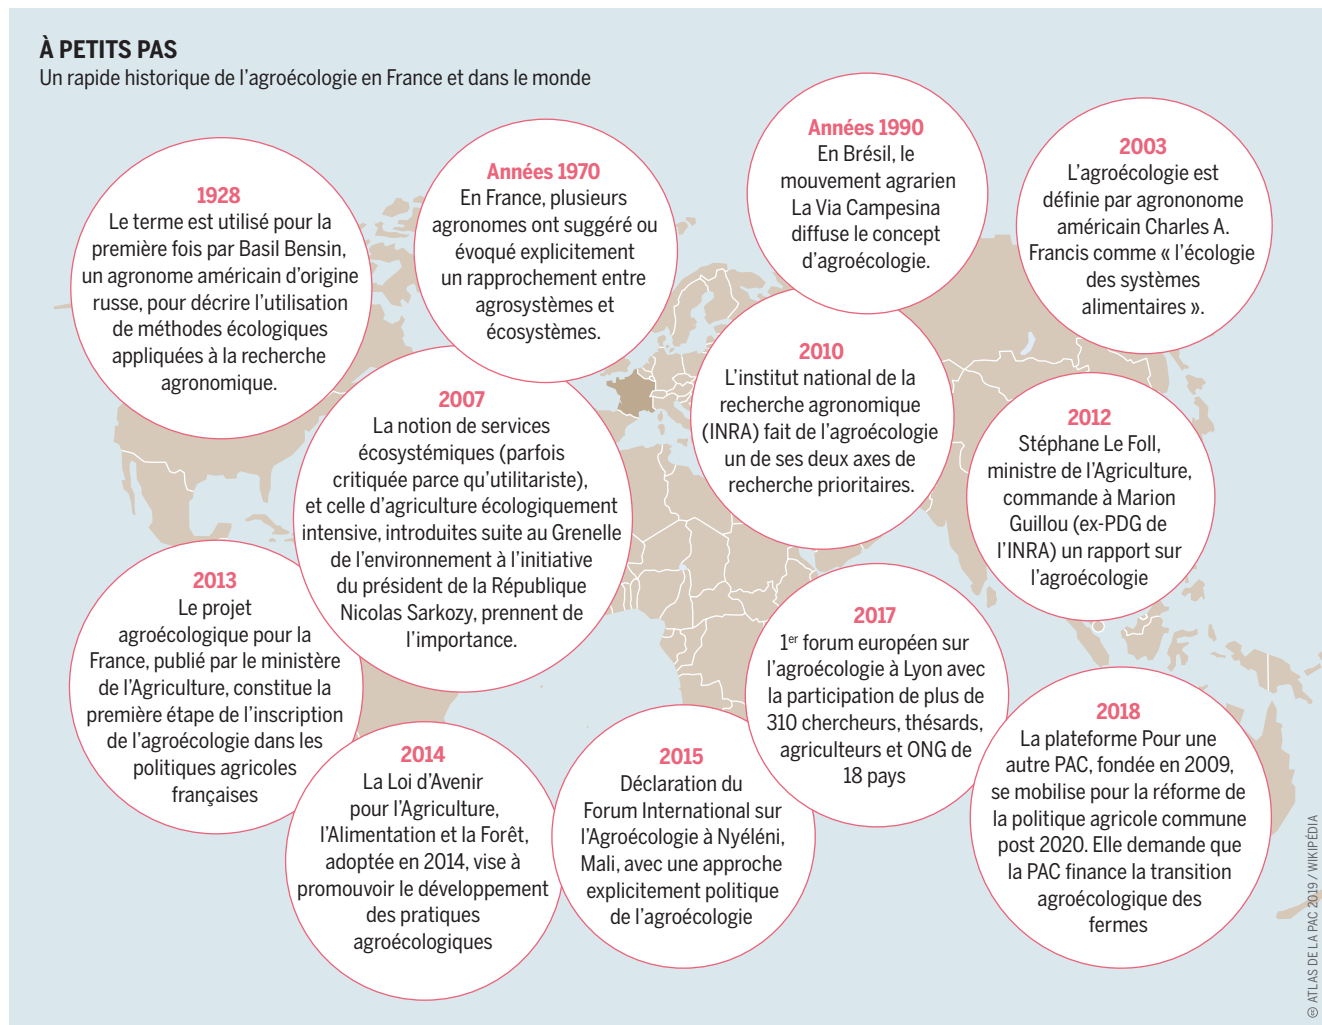 À PETITS PAS
Un rapide historique de l'agroécologie en France et dans le monde
1928
Le terme est utilisé pour la
première fois par Basil Bensin,
un agronome américain d'origine
russe, pour décrire l'utilisation
de méthodes écologiques
appliquées à la recherche
agronomique.
Années 1970
En France, plusieurs
agronomes ont suggéré ou
évoqué explicitement
un rapprochement entre
agrosystèmes et
écosystèmes.
Années 1990
En Brésil, le
mouvement agrarien
La Via Campesina
diffuse le concept
d'agroécologie.
2003
L'agroécologie est
définie par agrononome
américain Charles A.
Francis comme « l'écologie
des systèmes
alimentaires ».
2007
La notion de services
écosystémiques (parfois
critiquée parce qu'utilitariste),
et celle d'agriculture écologiquement
intensive, introduites suite au Grenelle
de l'environnement à l'initiative
du président de la République
Nicolas Sarkozy, prennent de
l'importance.
2010
L'institut national de la
recherche agronomique
(INRA) fait de l'agroécologie
un de ses deux axes de
recherche prioritaires.
2012
Stéphane Le Foll,
ministre de l'Agriculture,
commande à Marion
Guillou (ex-PDG de
l'INRA) un rapport sur
l'agroécologie
2013
Le projet
agroécologique pour la
France, publié par le ministère
de l'Agriculture, constitue la
première étape de l'inscription
de l'agroécologie dans les
politiques agricoles
françaises
2014
La Loi d'Avenir
pour l'Agriculture,
l'Alimentation et la Forêt,
adoptée en 2014, vise à
promouvoir le développement
des pratiques
agroécologiques
2015
Déclaration du
Forum International sur
l'Agroécologie à Nyéléni,
Mali, avec une approche
explicitement politique
de l'agroécologie
2017
1er forum européen sur
l'agroécologie à Lyon avec
la participation de plus de
310 chercheurs, thésards,
agriculteurs et ONG de
18 pays
2018
La plateforme Pour une
autre PAC, fondée en 2009,
se mobilise pour la réforme de
la politique agricole commune
post 2020. Elle demande que
la PAC finance la transition
agroécologique des
fermes
cc ATLAS DE LA PAC 2019 / WIKIPÉDIA